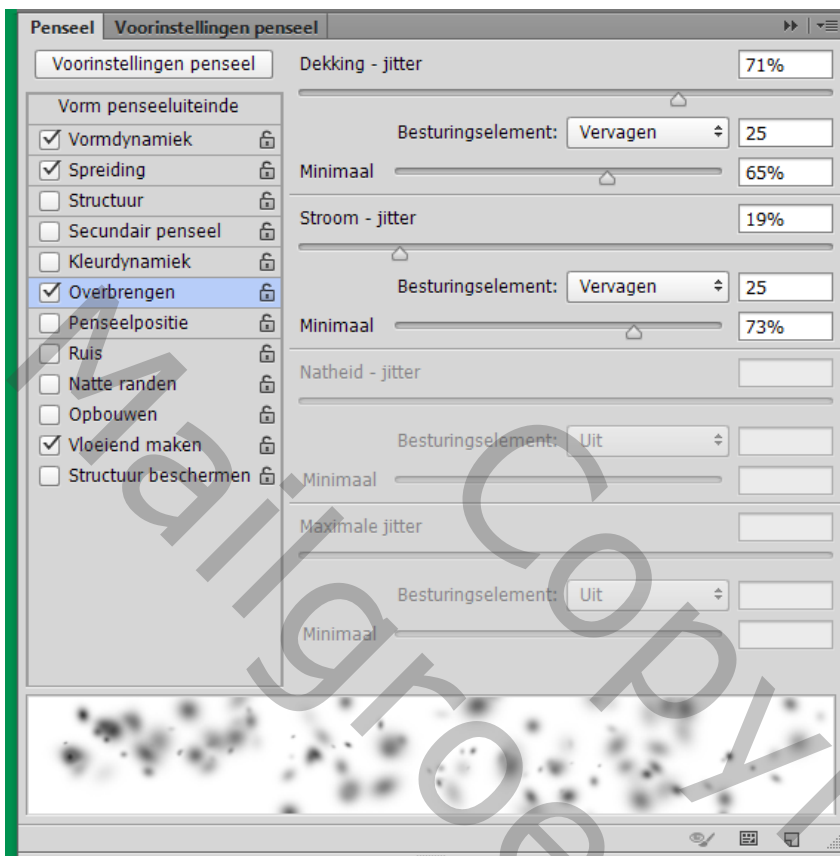 Penseel Voorinstellingen penseel
Voorinstellingen penseel
Vorm penseeluiteinde
Vormdynamiek
Spreiding
Structuur
Secundair penseel
Kleurdynamiek
Overbrengen
Penseelpositie
Ruis
Natte randen
Opbouwen
Vloeiend maken
Structuur beschermen
Dekking - jitter 71%
Besturingselement: Vervagen 25
Minimaal 65%
Stroom - jitter 19%
Besturingselement: Vervagen 25
Minimaal 73%
Natheid - jitter
Besturingselement: Uit
Minimaal
Maximale jitter
Besturingselement: Uit
Minimaal